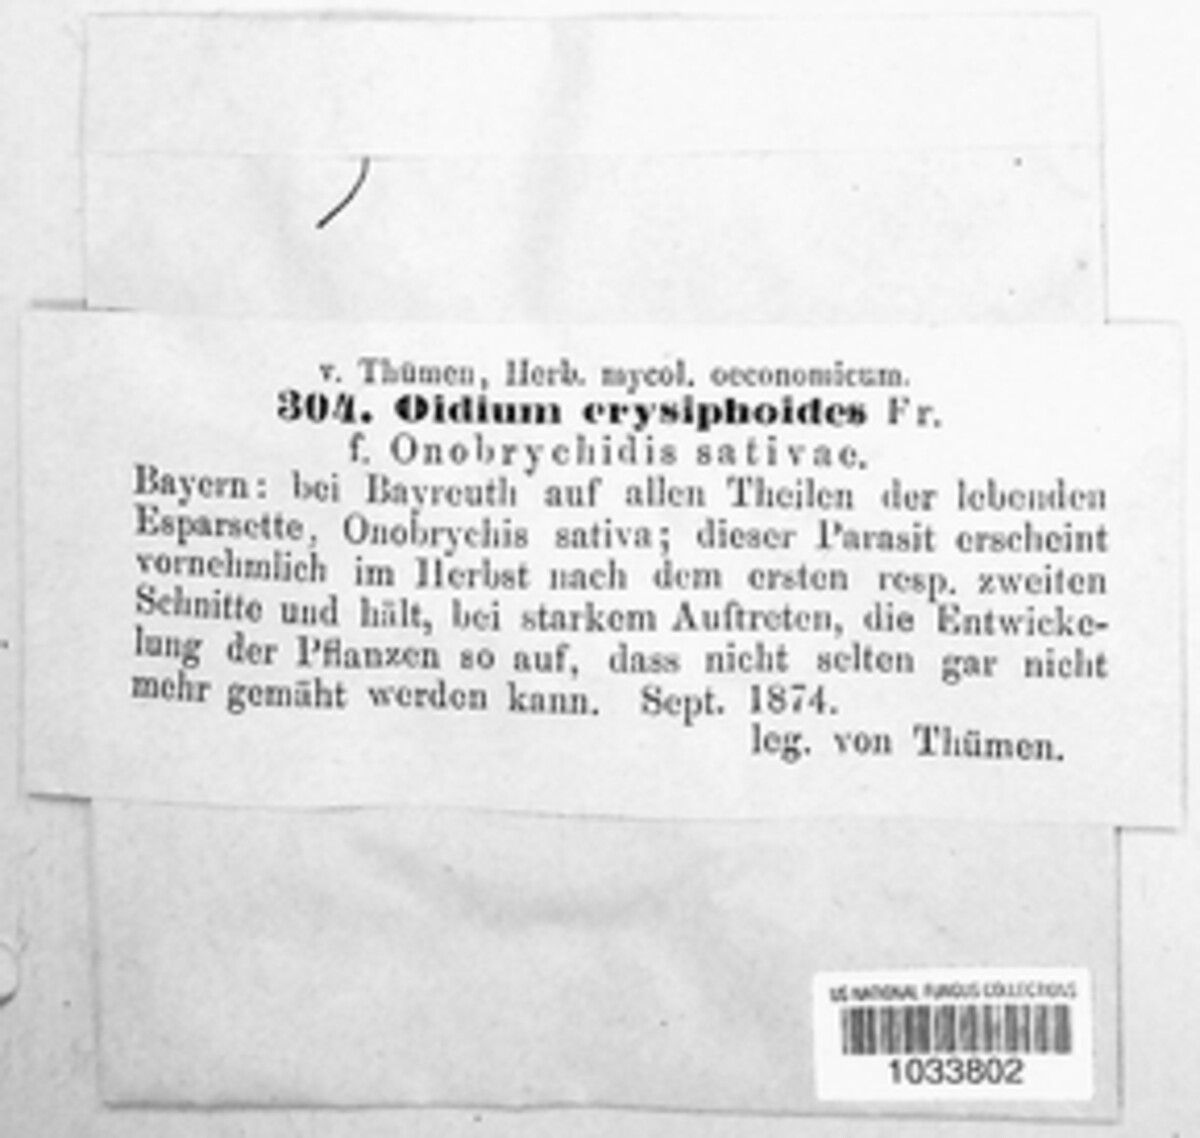 v. Thümen, Herb. mycol. oeconomicum.
304. Oidium erysiphoides Fr.
f. Onobrychidis sativae.
Bayern: bei Bayreuth auf allen Theilen der lebenden
Esparsette, Onobrychis sativa; dieser Parasit erscheint
vornehmlich im Herbst nach dem ersten resp. zweiten
Schnitte und hält, bei starkem Auftreten, die Entwicke-
lung der Pflanzen so auf, dass nicht selten gar nicht
mehr gemäht werden kann. Sept. 1874.
leg. von Thümen.
US NATIONAL FUNGUS COLLECTIONS
1033802